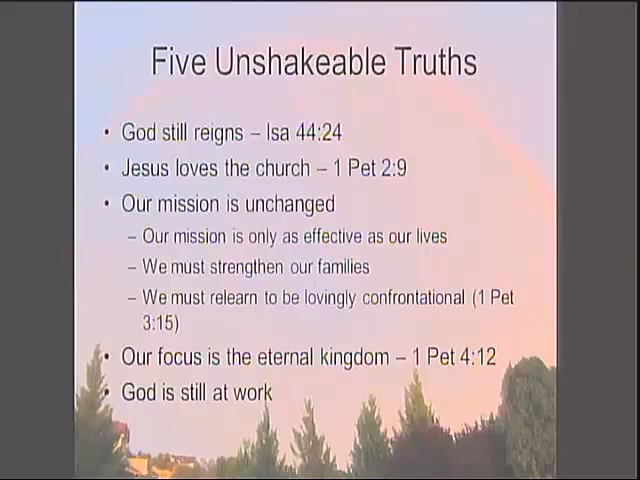 Five Unshakeable Truths
• God still reigns – Isa 44:24
• Jesus loves the church – 1 Pet 2:9
• Our mission is unchanged
– Our mission is only as effective as our lives
– We must strengthen our families
– We must relearn to be lovingly confrontational (1 Pet
3:15)
• Our focus is the eternal kingdom – 1 Pet 4:12
• God is still at work